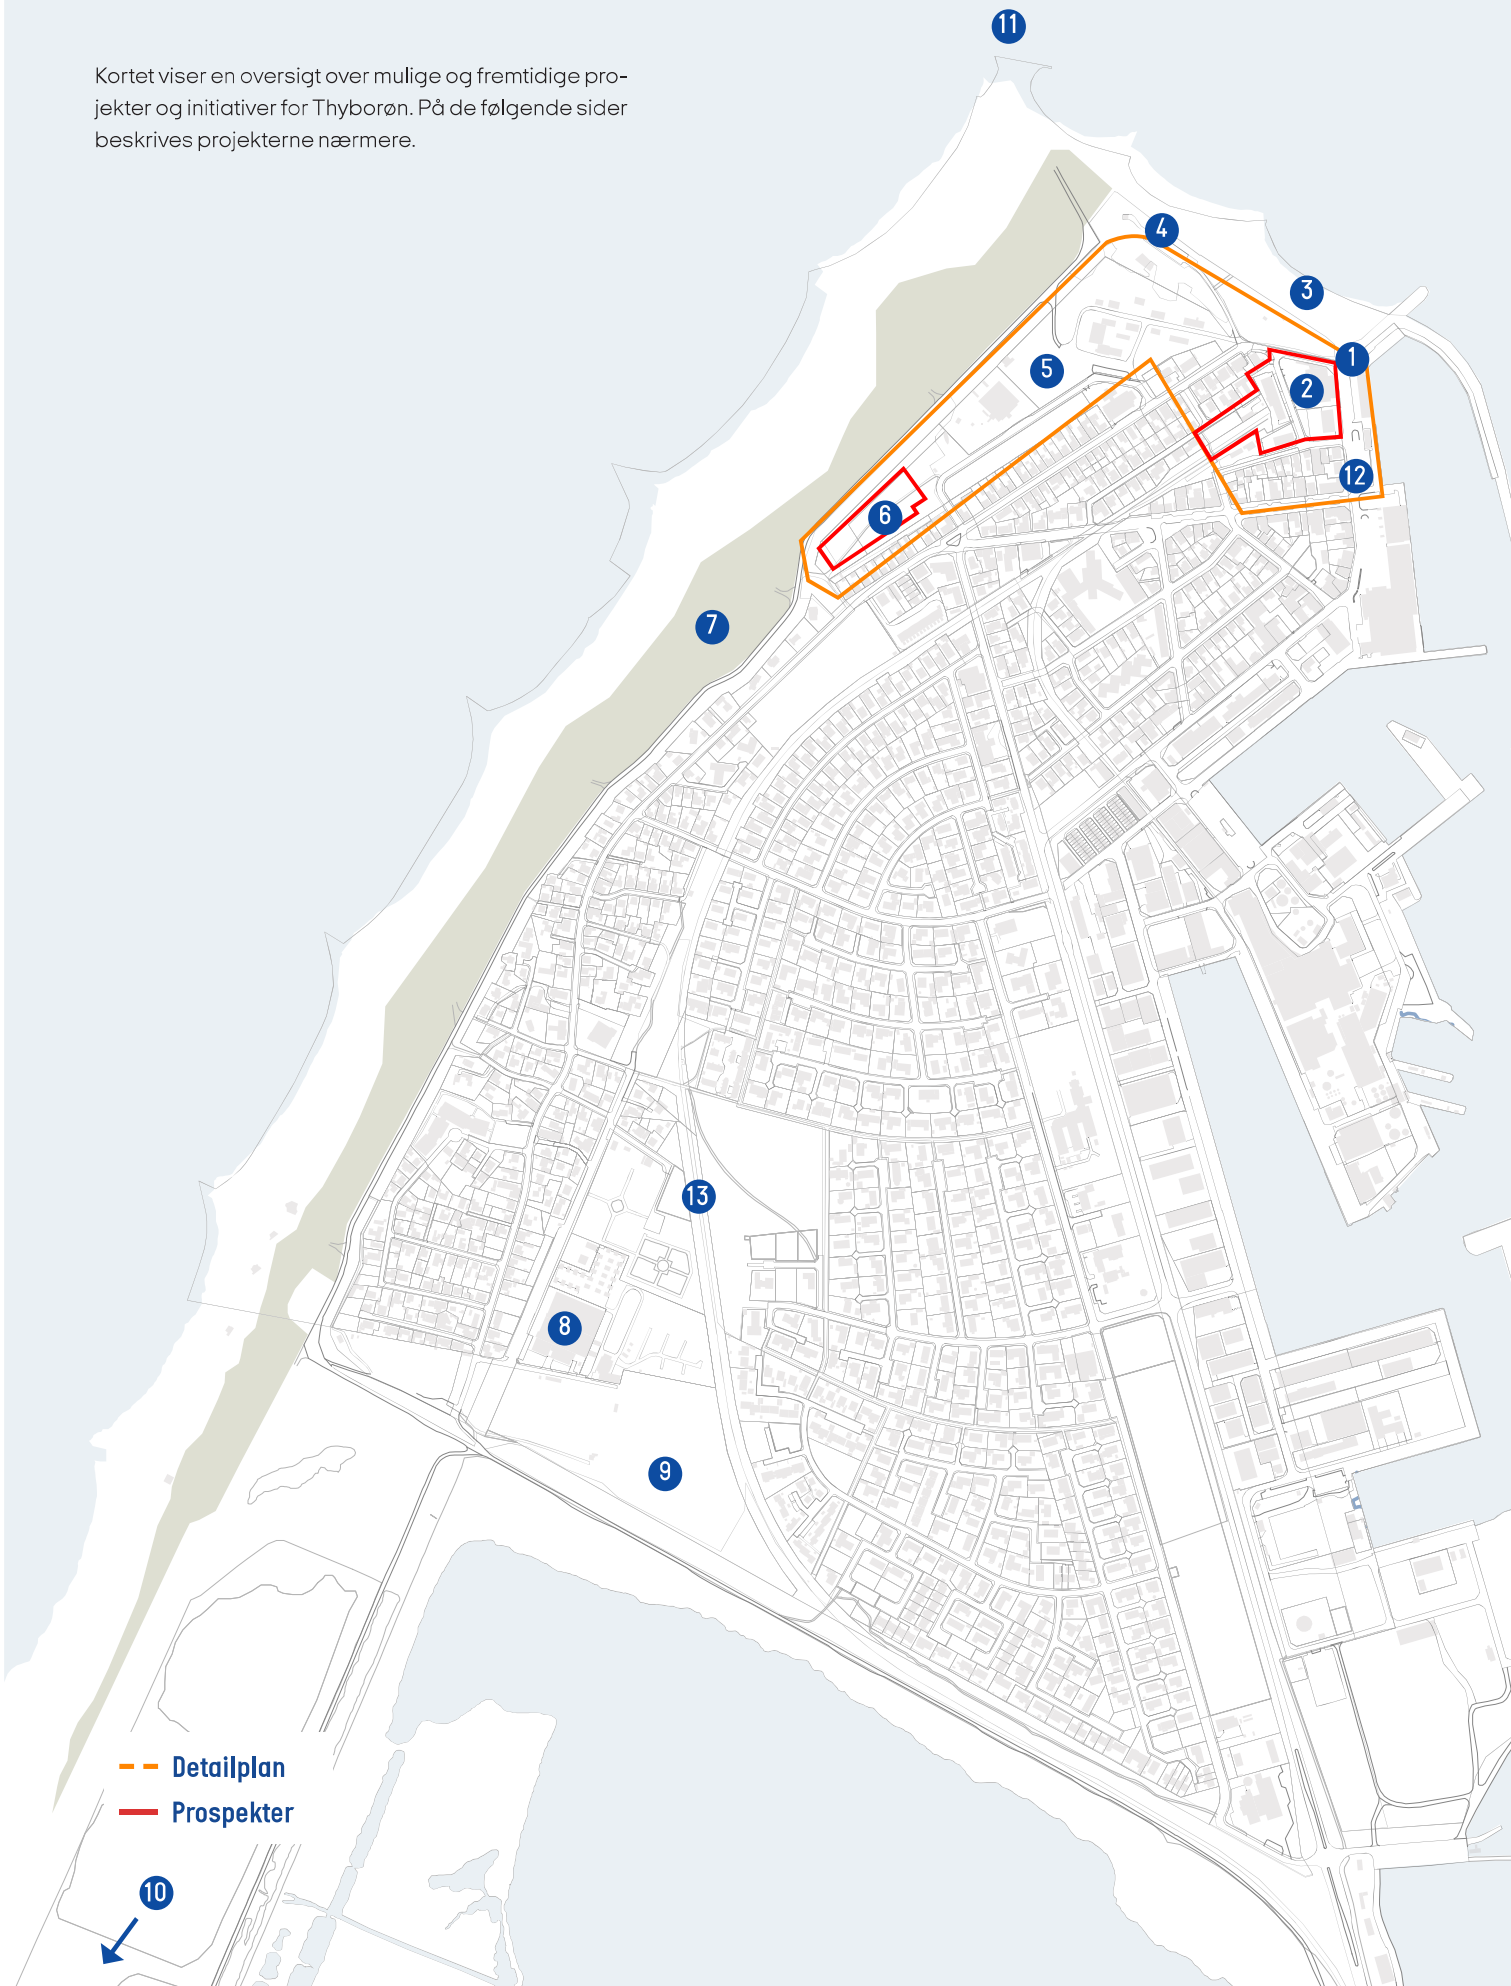 11
Kortet viser en oversigt over mulige og fremtidige pro-
jekter og initiativer for Thyborøn. På de følgende sider
beskrives projekterne nærmere.
4
3
1
5
2
12
6
7
13
8
9
Detailplan
Prospekter
10